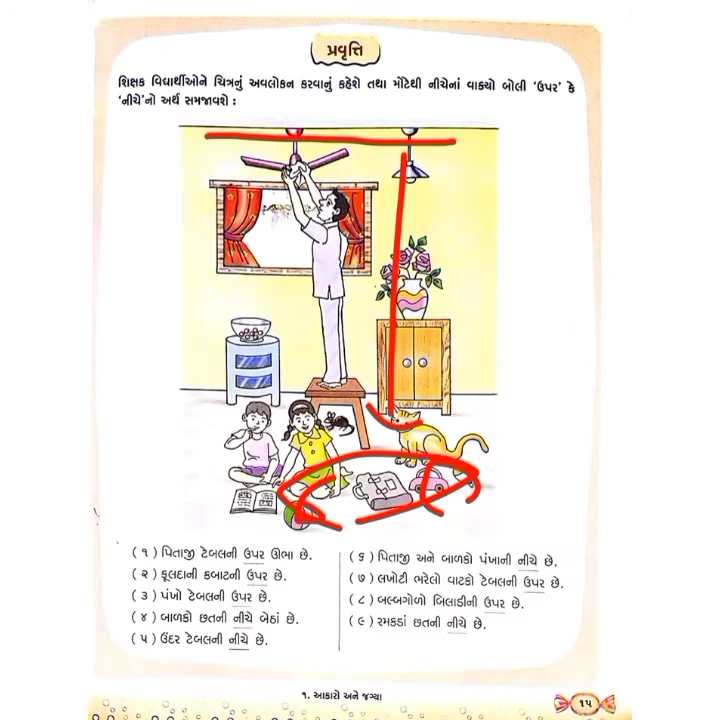 પ્રવૃત્તિ
શિક્ષક વિદ્યાર્થીઓને ચિત્રનું અવલોકન કરવાનું કહેશે તથા મોટેથી નીચેનાં વાક્યો બોલી ‘ઉપર’ કે
‘નીચે’નો અર્થ સમજાવશે :
(૧) પિતાજી ટેબલની ઉપર ઊભા છે.
(૨) ફૂલદાની કબાટની ઉપર છે.
(૩) પંખો ટેબલની ઉપર છે.
(૪) બાળકો છતની નીચે બેઠાં છે.
(૫) ઉંદર ટેબલની નીચે છે.
(૬) પિતાજી અને બાળકો પંખાની નીચે છે.
(૭) લખોટી ભરેલો વાટકો ટેબલની ઉપર છે.
(૮) બલ્બગોળો બિલાડીની ઉપર છે.
(૯) રમકડાં છતની નીચે છે.
૧. આકારો અને જગ્યા
૧૫